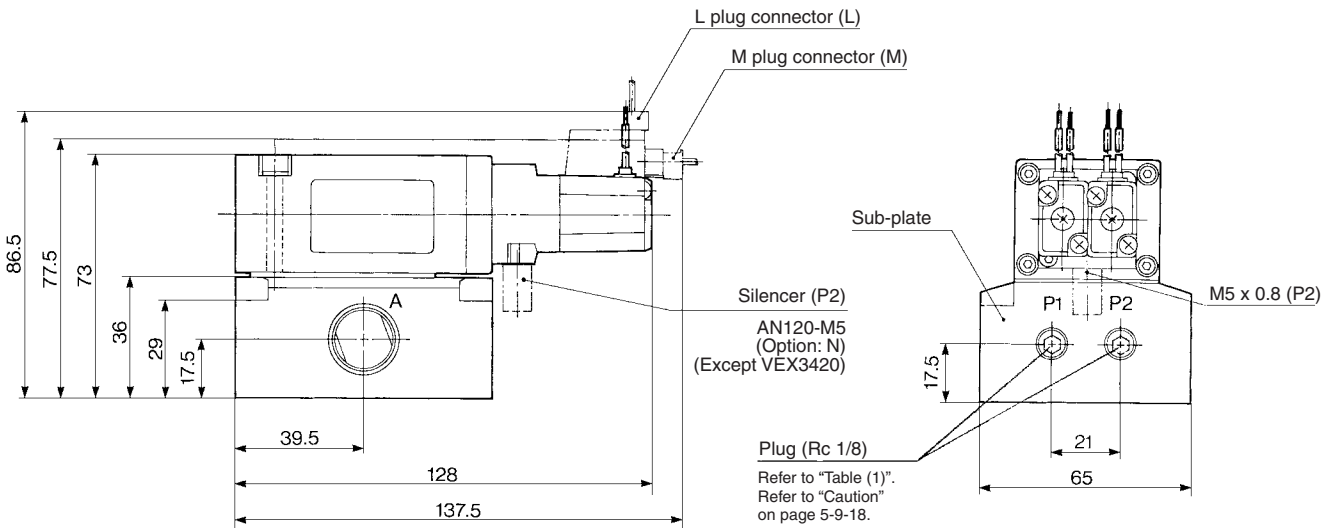 L plug connector (L)
M plug connector (M)
86.5
77.5
73
36
29
17.5
A
Silencer (P2)
AN120-M5
(Option: N)
(Except VEX3420)
39.5
128
137.5
Sub-plate
M5 x 0.8 (P2)
P1
P2
17.5
21
65
Plug (Rc 1/8)
Refer to “Table (1)”.
Refer to “Caution”
on page 5-9-18.